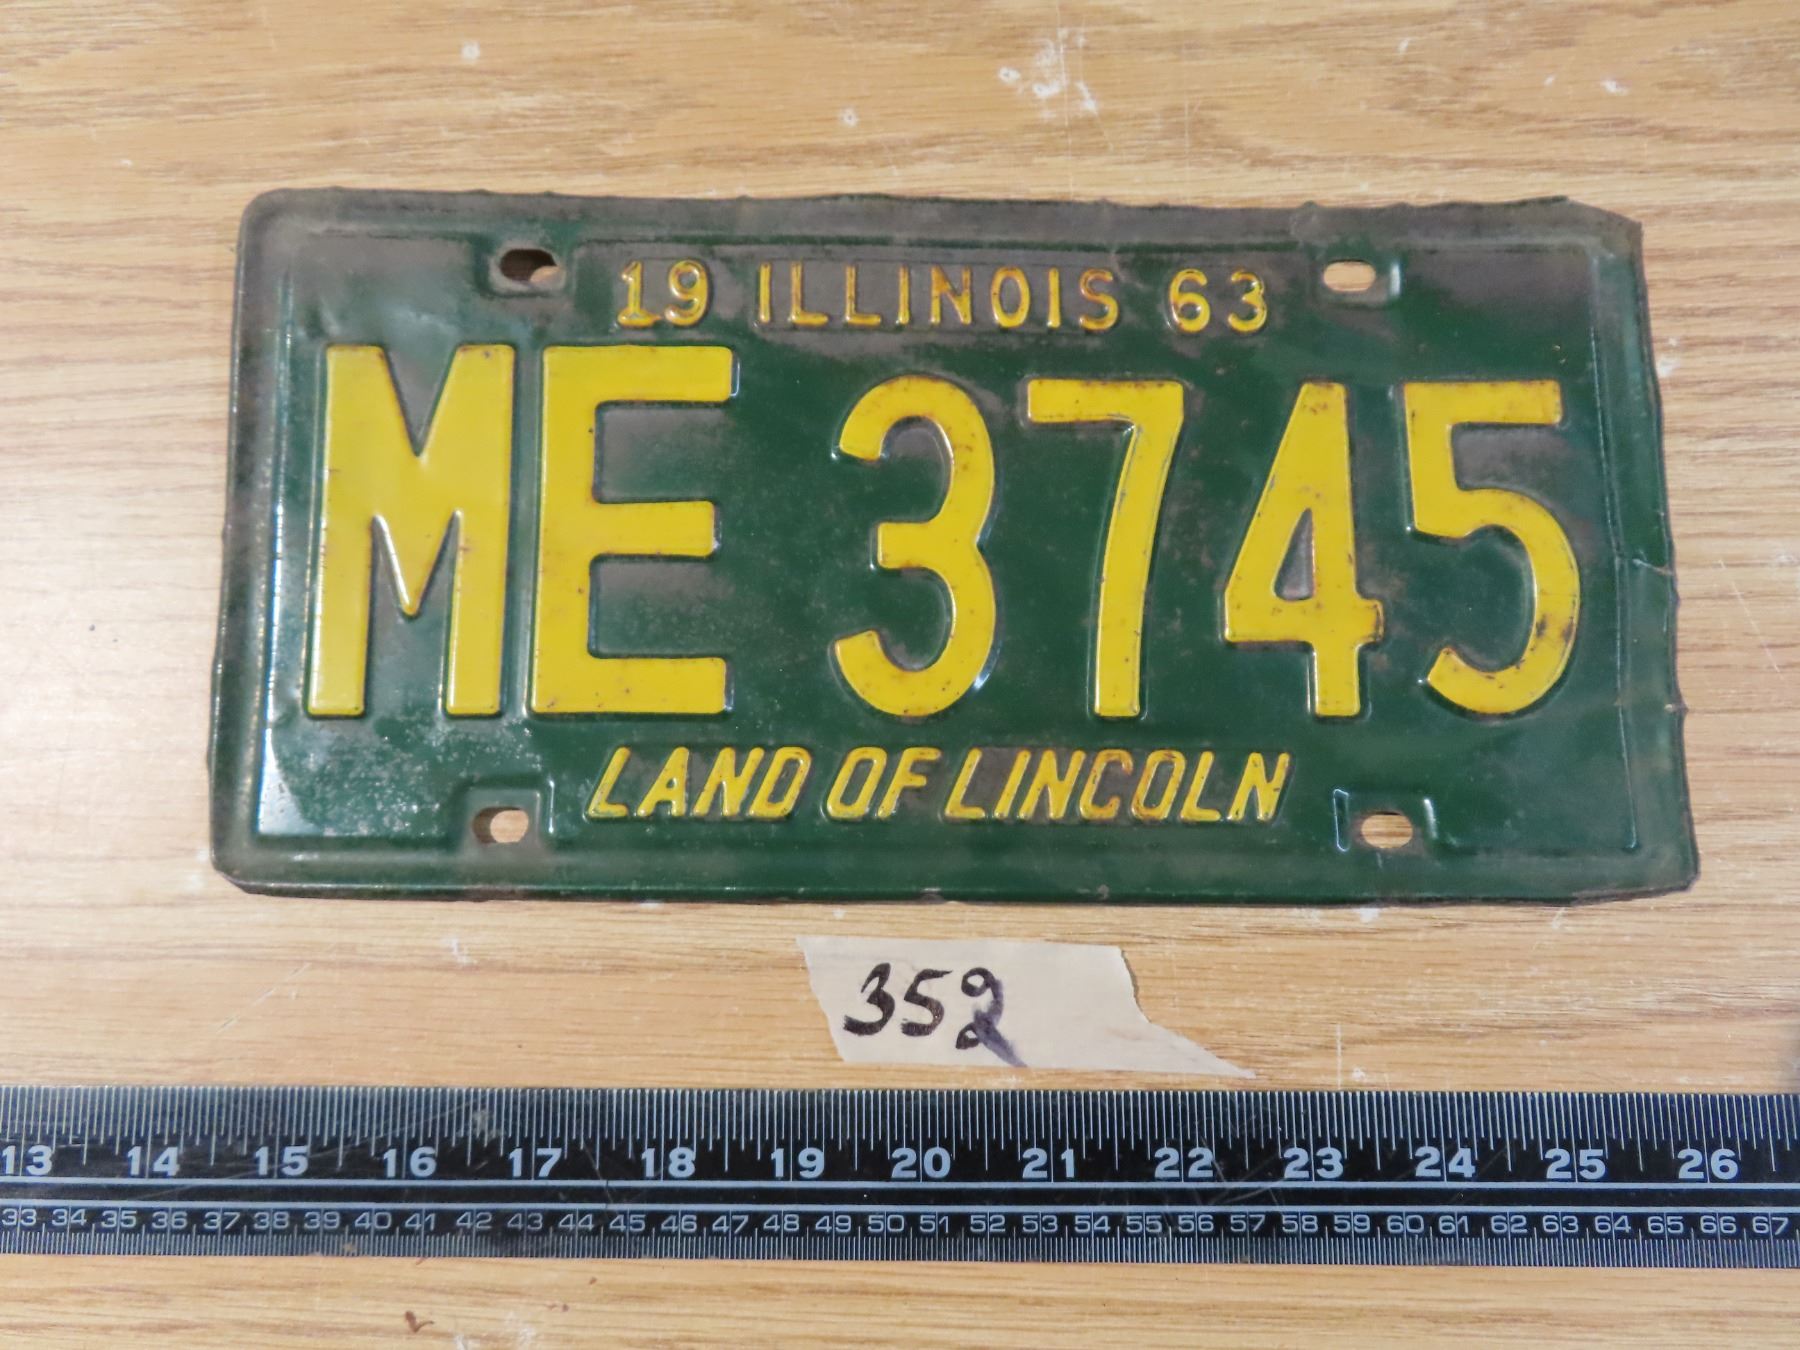 19 ILLINOIS 63
ME 3745
LAND OF LINCOLN
352
13 14 15 16 17 18 19 20 21 22 23 24 25 26
33 34 35 36 37 38 39 40 41 42 43 44 45 46 47 48 49 50 51 52 53 54 55 56 57 58 59 60 61 62 63 64 65 66 67